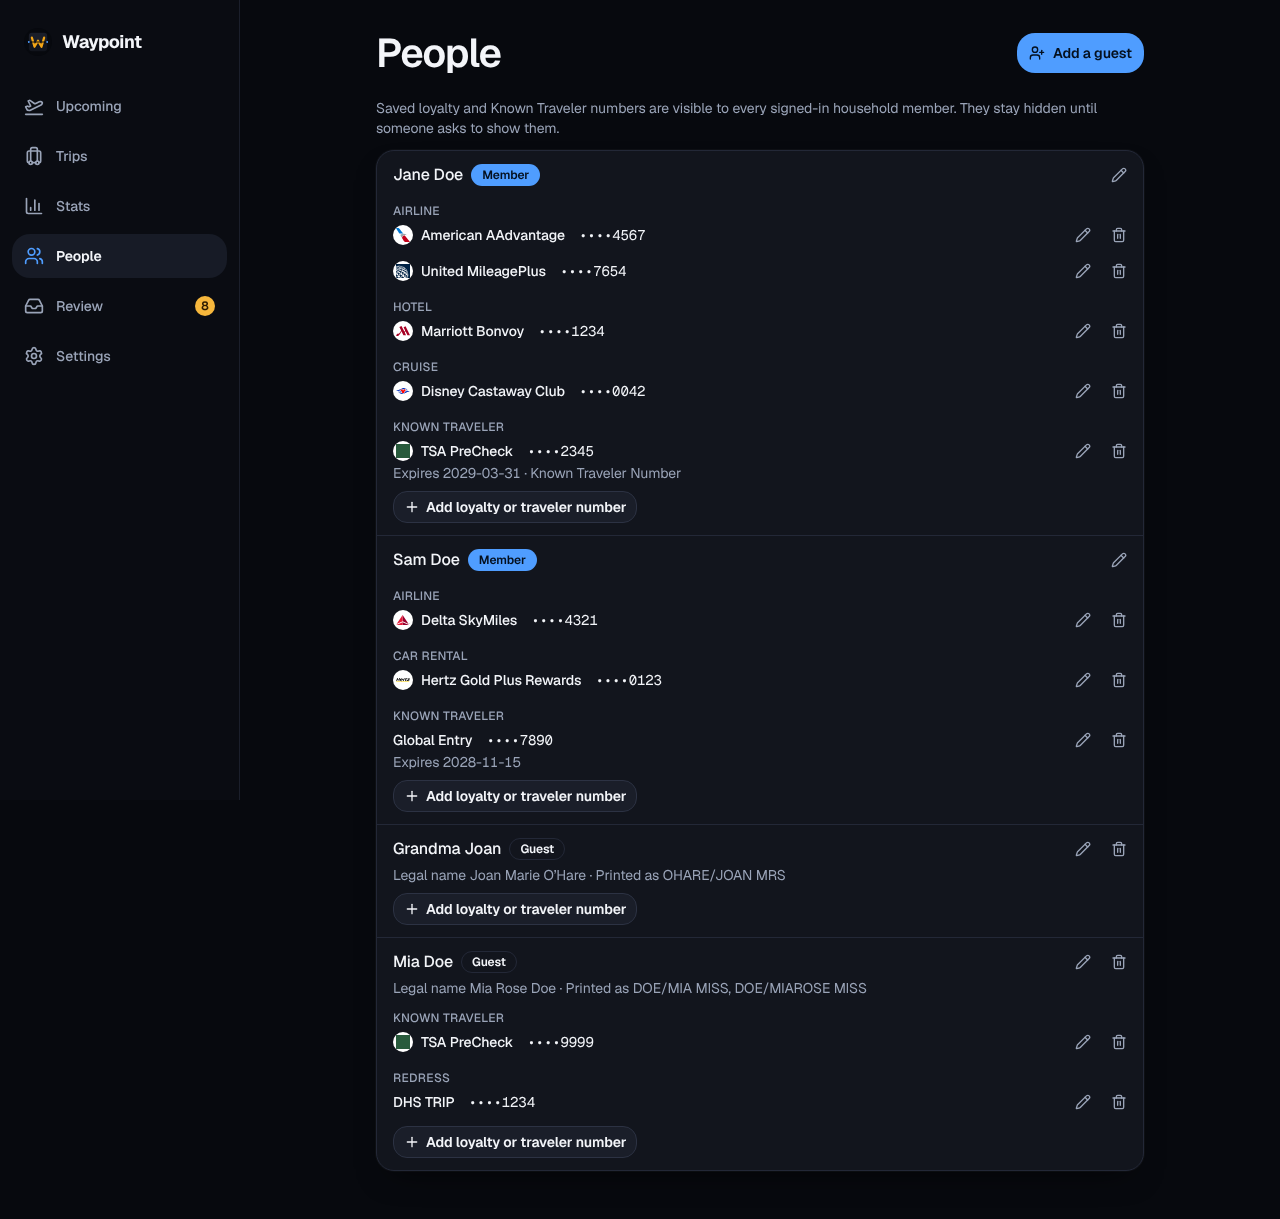 Waypoint
Upcoming
Trips
Stats
People
Review 8
Settings
People
Add a guest
Saved loyalty and Known Traveler numbers are visible to every signed-in household member. They stay hidden until
someone asks to show them.
Jane Doe Member
AIRLINE
American AAdvantage ••••4567
United MileagePlus ••••7654
HOTEL
Marriott Bonvoy ••••1234
CRUISE
Disney Castaway Club ••••0042
KNOWN TRAVELER
TSA PreCheck ••••2345
Expires 2029-03-31 · Known Traveler Number
+ Add loyalty or traveler number
Sam Doe Member
AIRLINE
Delta SkyMiles ••••4321
CAR RENTAL
Hertz Hertz Gold Plus Rewards ••••0123
KNOWN TRAVELER
Global Entry ••••7890
Expires 2028-11-15
+ Add loyalty or traveler number
Grandma Joan Guest
Legal name Joan Marie O’Hare · Printed as OHARE/JOAN MRS
+ Add loyalty or traveler number
Mia Doe Guest
Legal name Mia Rose Doe · Printed as DOE/MIA MISS, DOE/MIAROSE MISS
KNOWN TRAVELER
TSA PreCheck ••••9999
REDRESS
DHS TRIP ••••1234
+ Add loyalty or traveler number